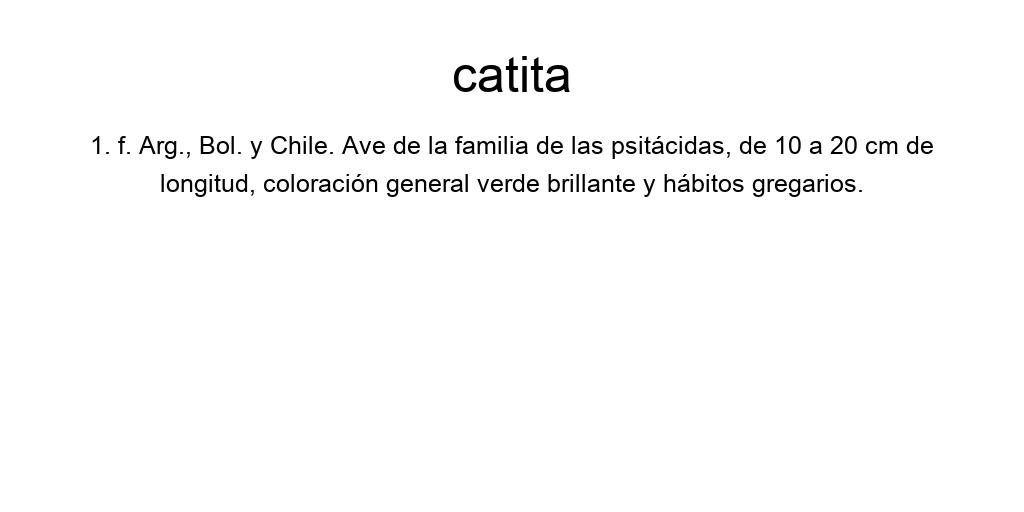 catita
1. f. Arg., Bol. y Chile. Ave de la familia de las psitácidas, de 10 a 20 cm de
longitud, coloración general verde brillante y hábitos gregarios.